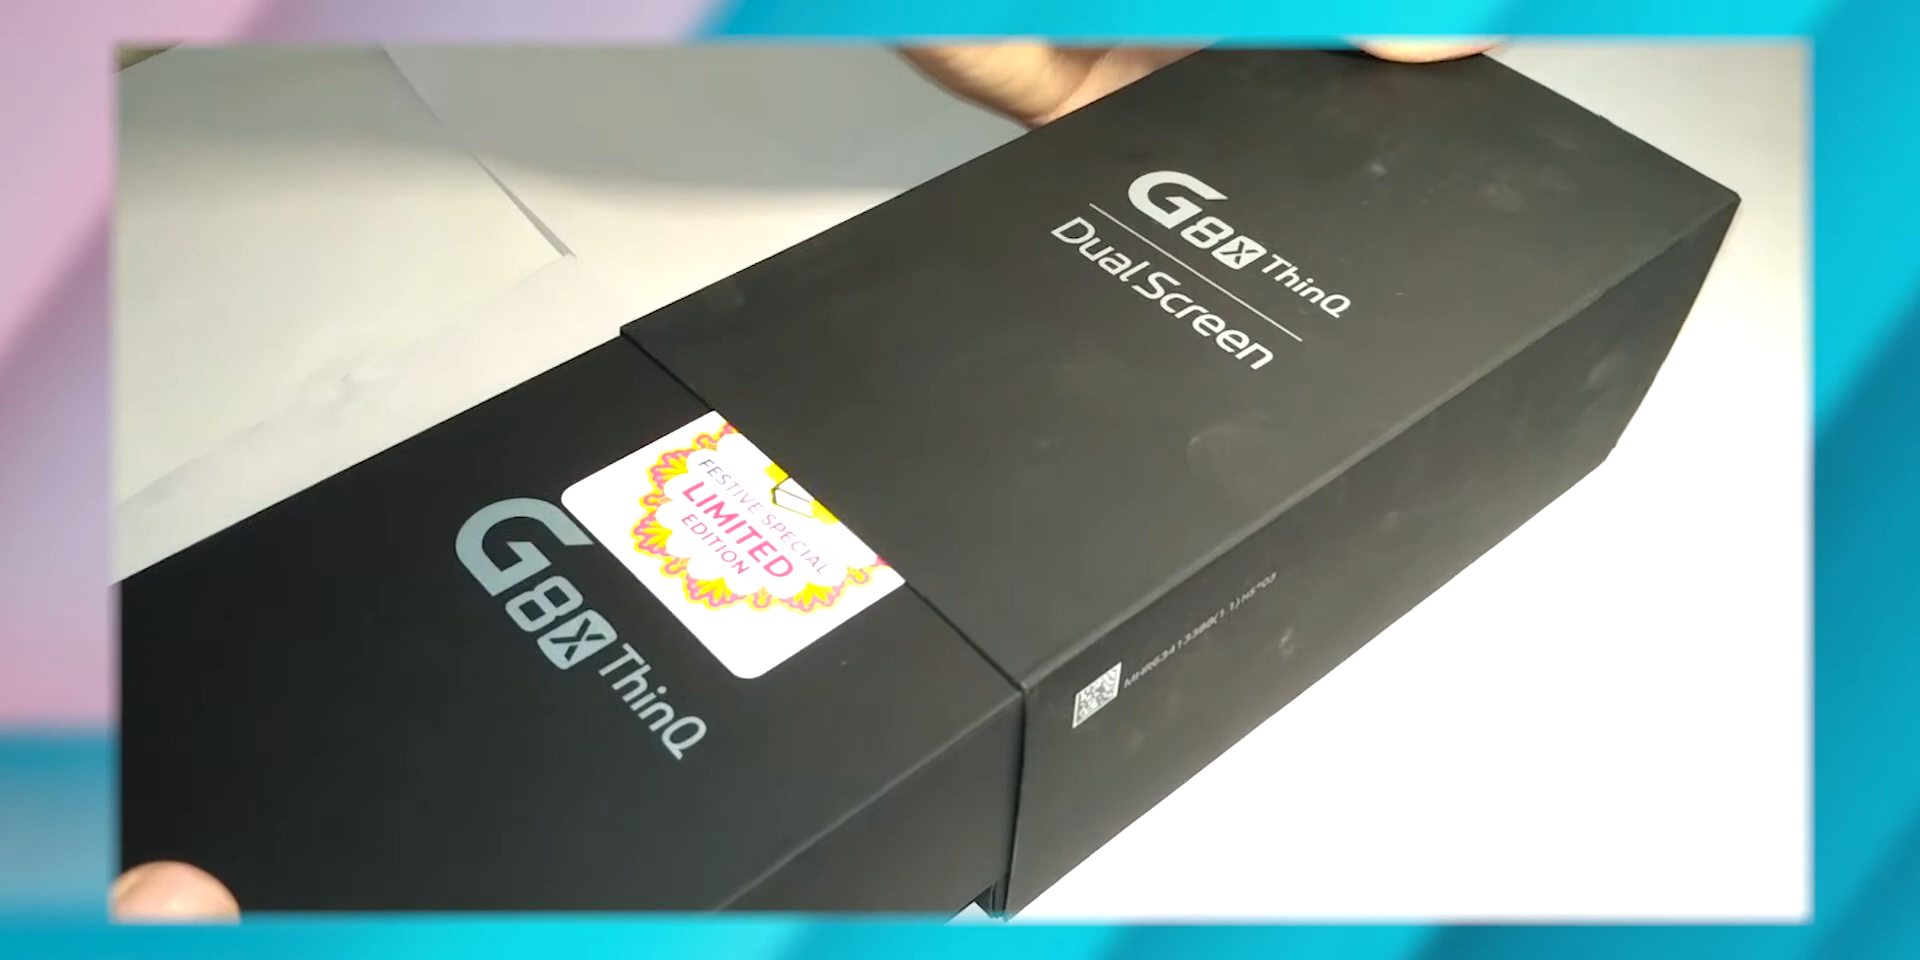 G8X ThinQ
Dual Screen
FESTIVE SPECIAL
LIMITED
EDITION
G8X ThinQ